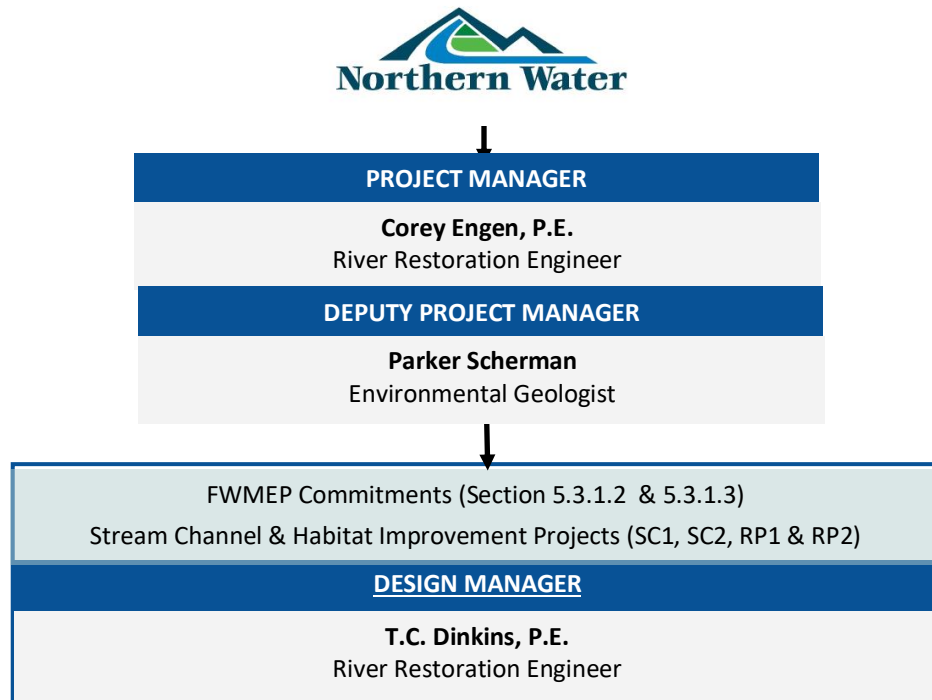 Northern Water
PROJECT MANAGER
Corey Engen, P.E.
River Restoration Engineer
DEPUTY PROJECT MANAGER
Parker Scherman
Environmental Geologist
FWMEP Commitments (Section 5.3.1.2 & 5.3.1.3)
Stream Channel & Habitat Improvement Projects (SC1, SC2, RP1 & RP2)
DESIGN MANAGER
T.C. Dinkins, P.E.
River Restoration Engineer